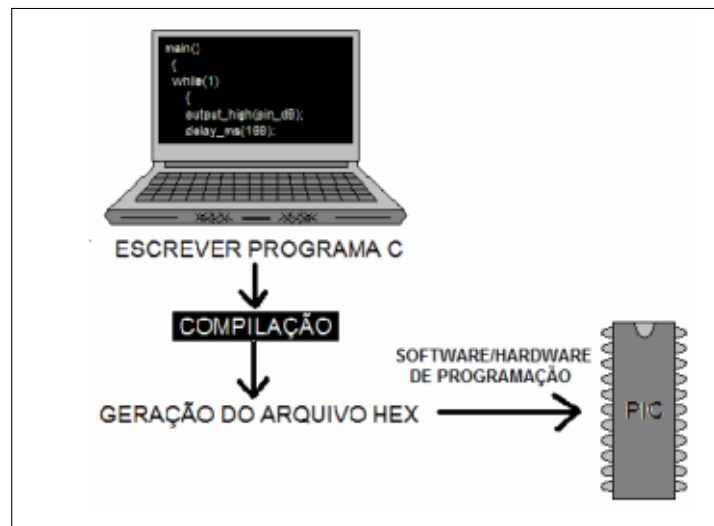 main()
{
while(1)
{
output_high(pin_d0);
delay_ms(100);
ESCREVER PROGRAMA C
COMPILAÇÃO
SOFTWARE/HARDWARE
DE PROGRAMAÇÃO
GERAÇÃO DO ARQUIVO HEX
PIC